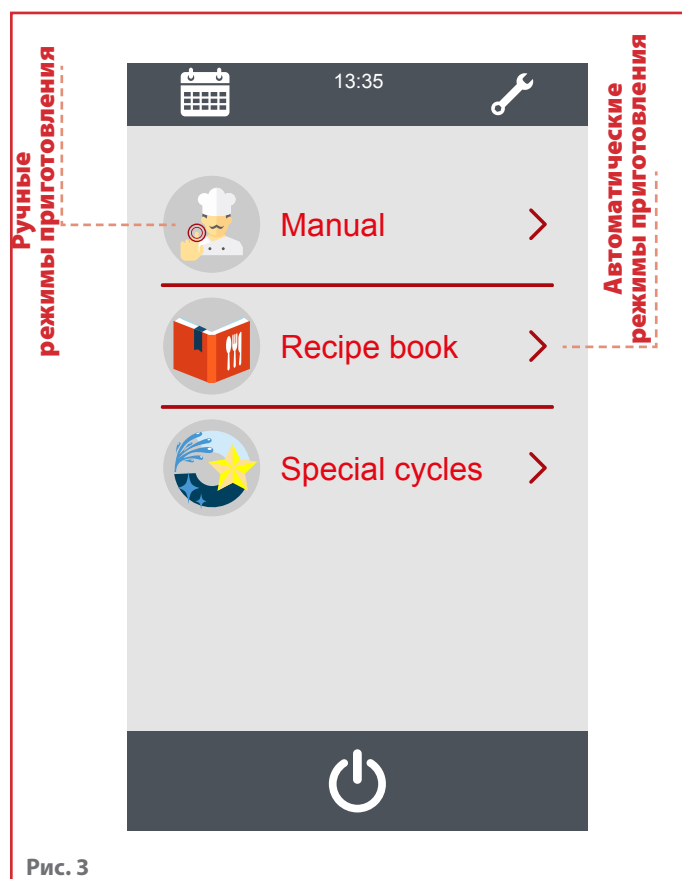 Ручные
режимы приготовления
13:35
Автоматические
режимы приготовления
Manual
Recipe book
Special cycles
Рис. 3